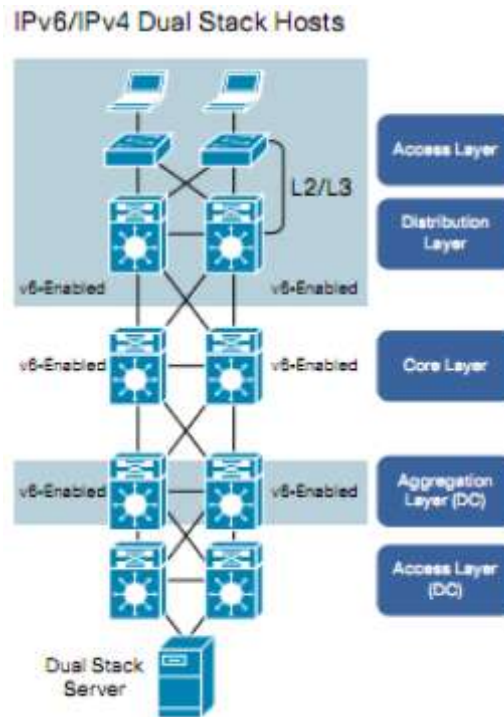 IPv6/IPv4 Dual Stack Hosts
Access Layer
L2/L3
Distribution
Layer
v6-Enabled
v6-Enabled
v6-Enabled
v6-Enabled
Core Layer
v6-Enabled
v6-Enabled
Aggregation
Layer (DC)
Access Layer
(DC)
Dual Stack
Server